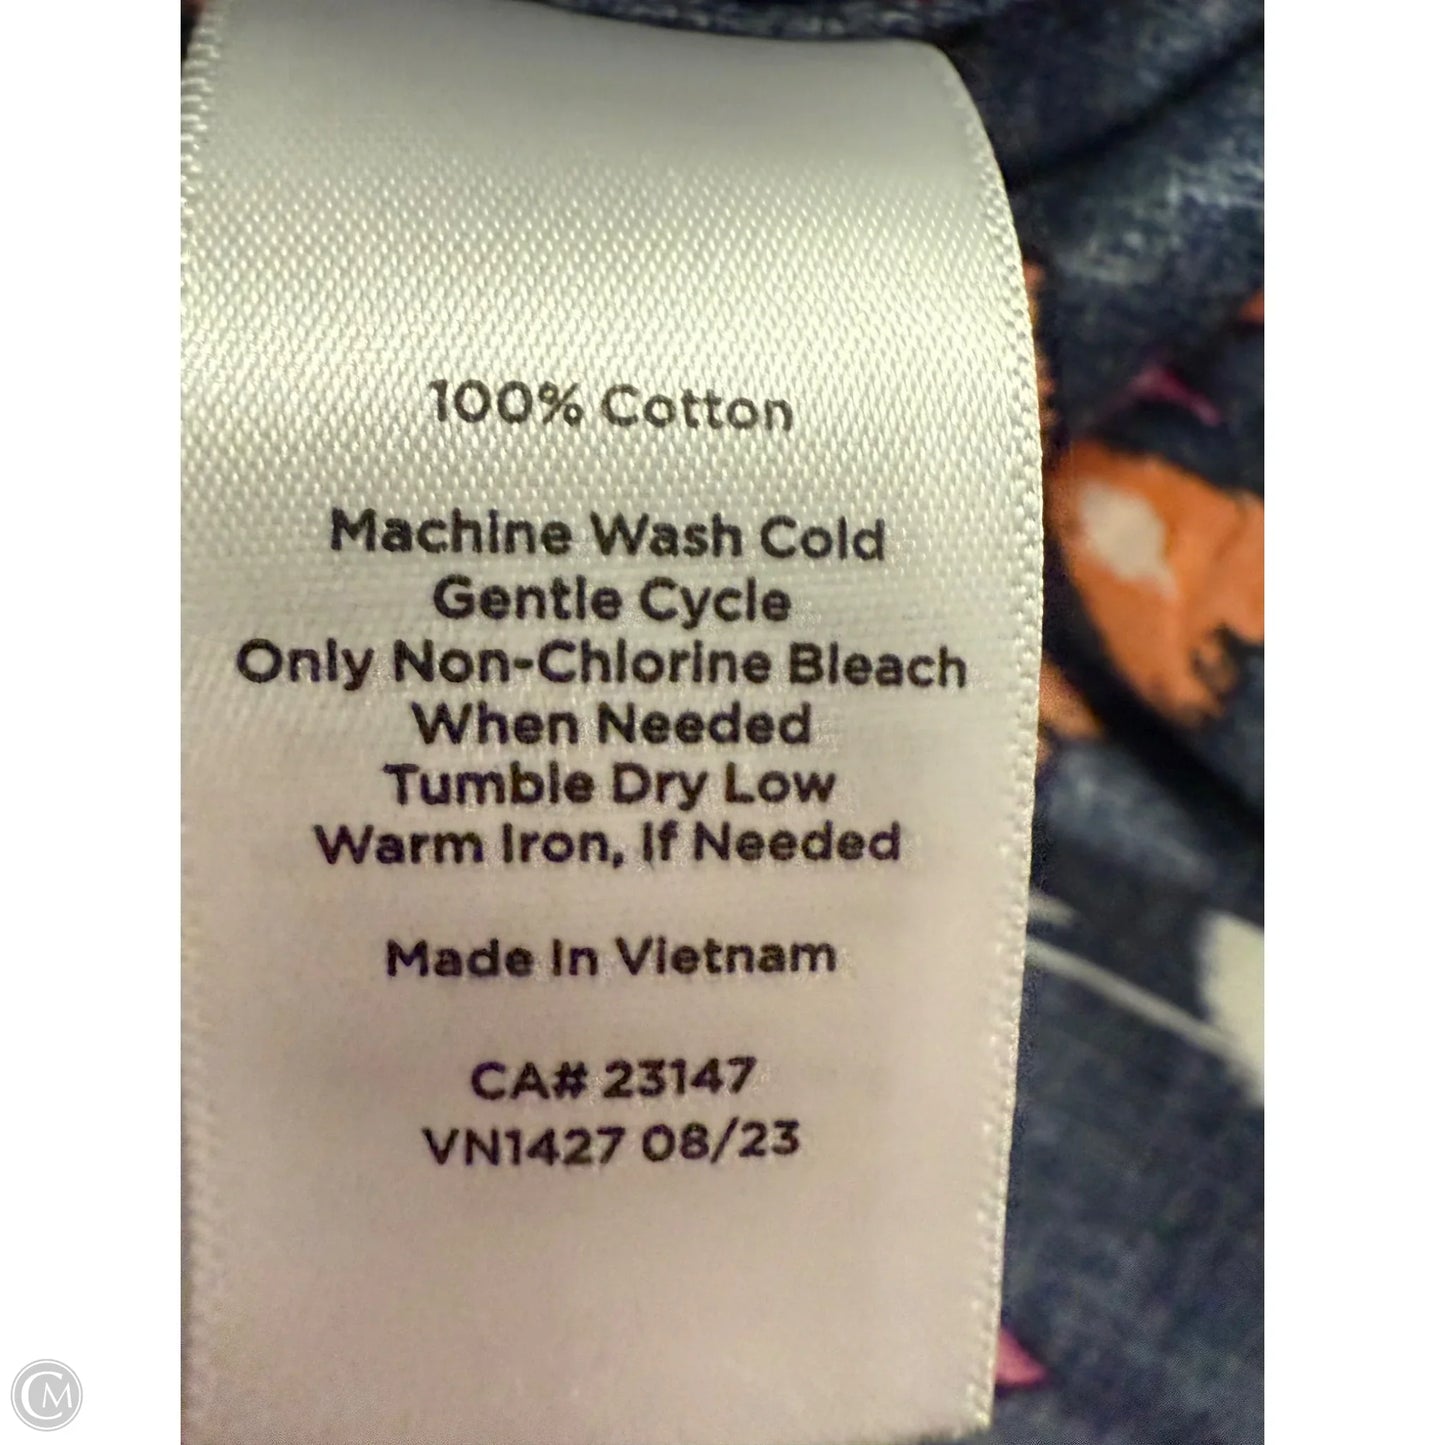 100% Cotton
Machine Wash Cold
Gentle Cycle
Only Non-Chlorine Bleach
When Needed
Tumble Dry Low
Warm Iron, If Needed
Made In Vietnam
CA# 23147
VN1427 08/23
CM